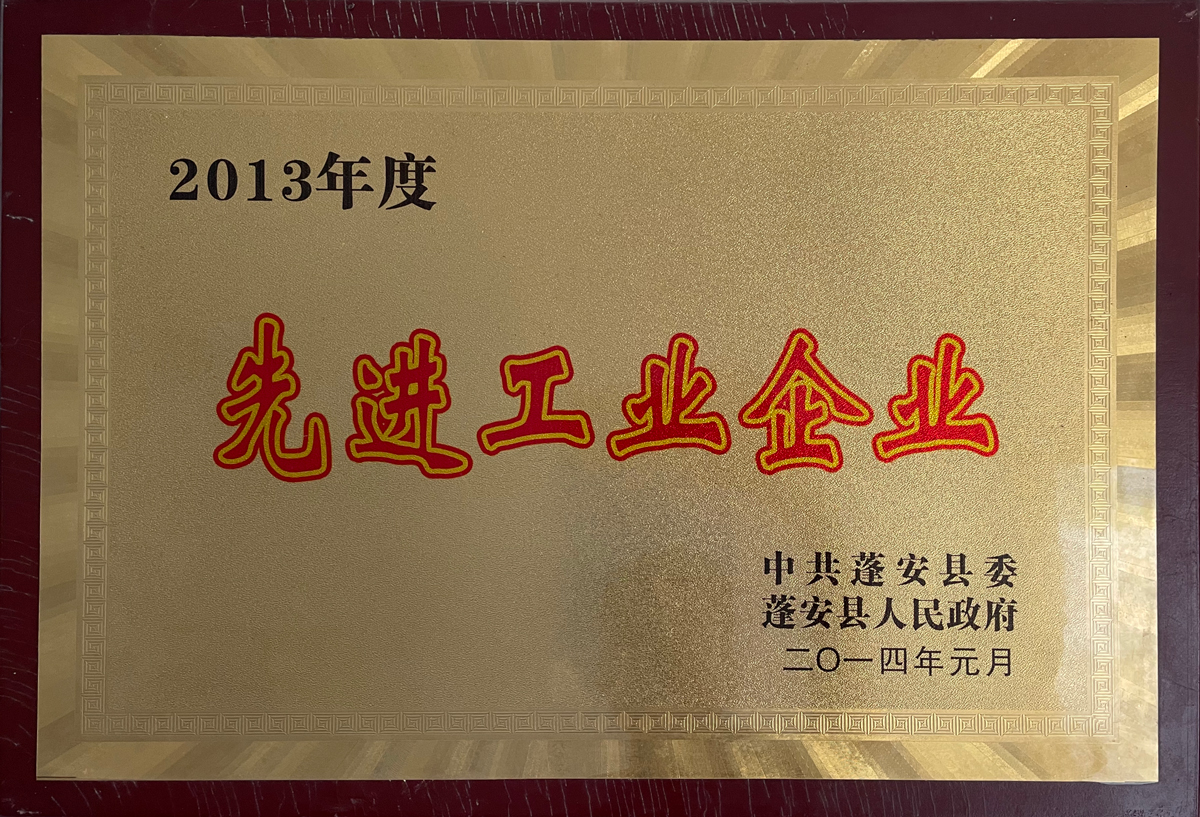 2013年度
先进工业企业
中共蓬安县委
蓬安县人民政府
二〇一四年元月